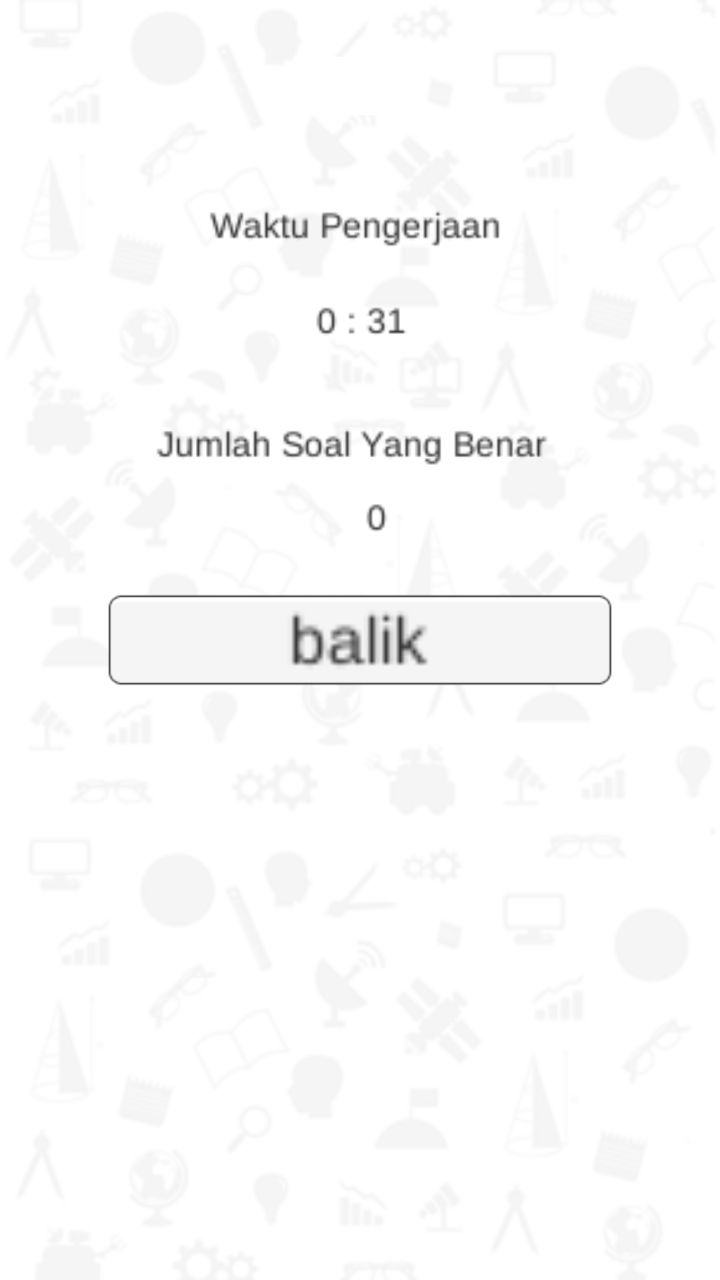 Waktu Pengerjaan
0 : 31
Jumlah Soal Yang Benar
0
balik